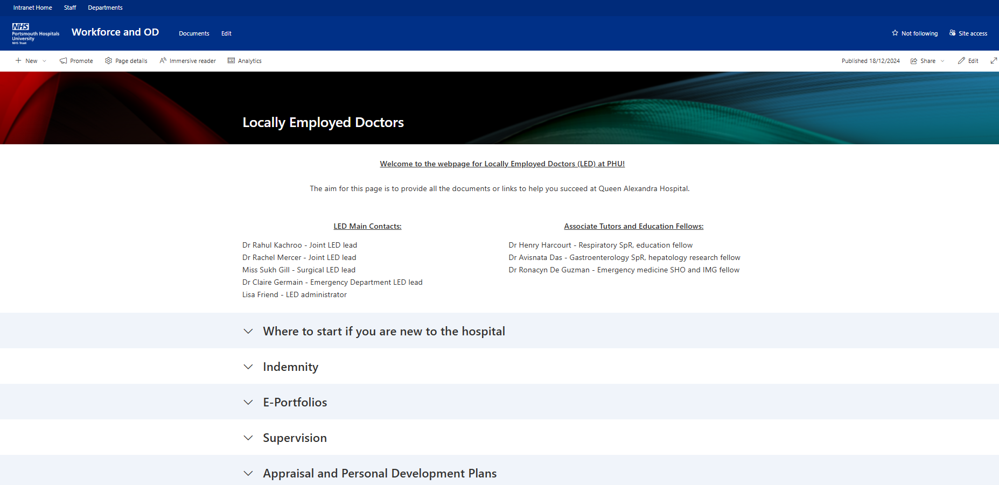 Intranet Home Staff Departments
NHS
Portsmouth Hospitals
University
NHS Trust
Workforce and OD Documents Edit
Not following Site access
New Promote Page details Immersive reader Analytics
Published 18/12/2024 Share Edit
Locally Employed Doctors
Welcome to the webpage for Locally Employed Doctors (LED) at PHU!
The aim for this page is to provide all the documents or links to help you succeed at Queen Alexandra Hospital.
LED Main Contacts:
Dr Rahul Kachroo - Joint LED lead
Dr Rachel Mercer - Joint LED lead
Miss Sukh Gill - Surgical LED lead
Dr Claire Germain - Emergency Department LED lead
Lisa Friend - LED administrator
Associate Tutors and Education Fellows:
Dr Henry Harcourt - Respiratory SpR, education fellow
Dr Avisnata Das - Gastroenterology SpR, hepatology research fellow
Dr Ronacyn De Guzman - Emergency medicine SHO and IMG fellow
Where to start if you are new to the hospital
Indemnity
E-Portfolios
Supervision
Appraisal and Personal Development Plans